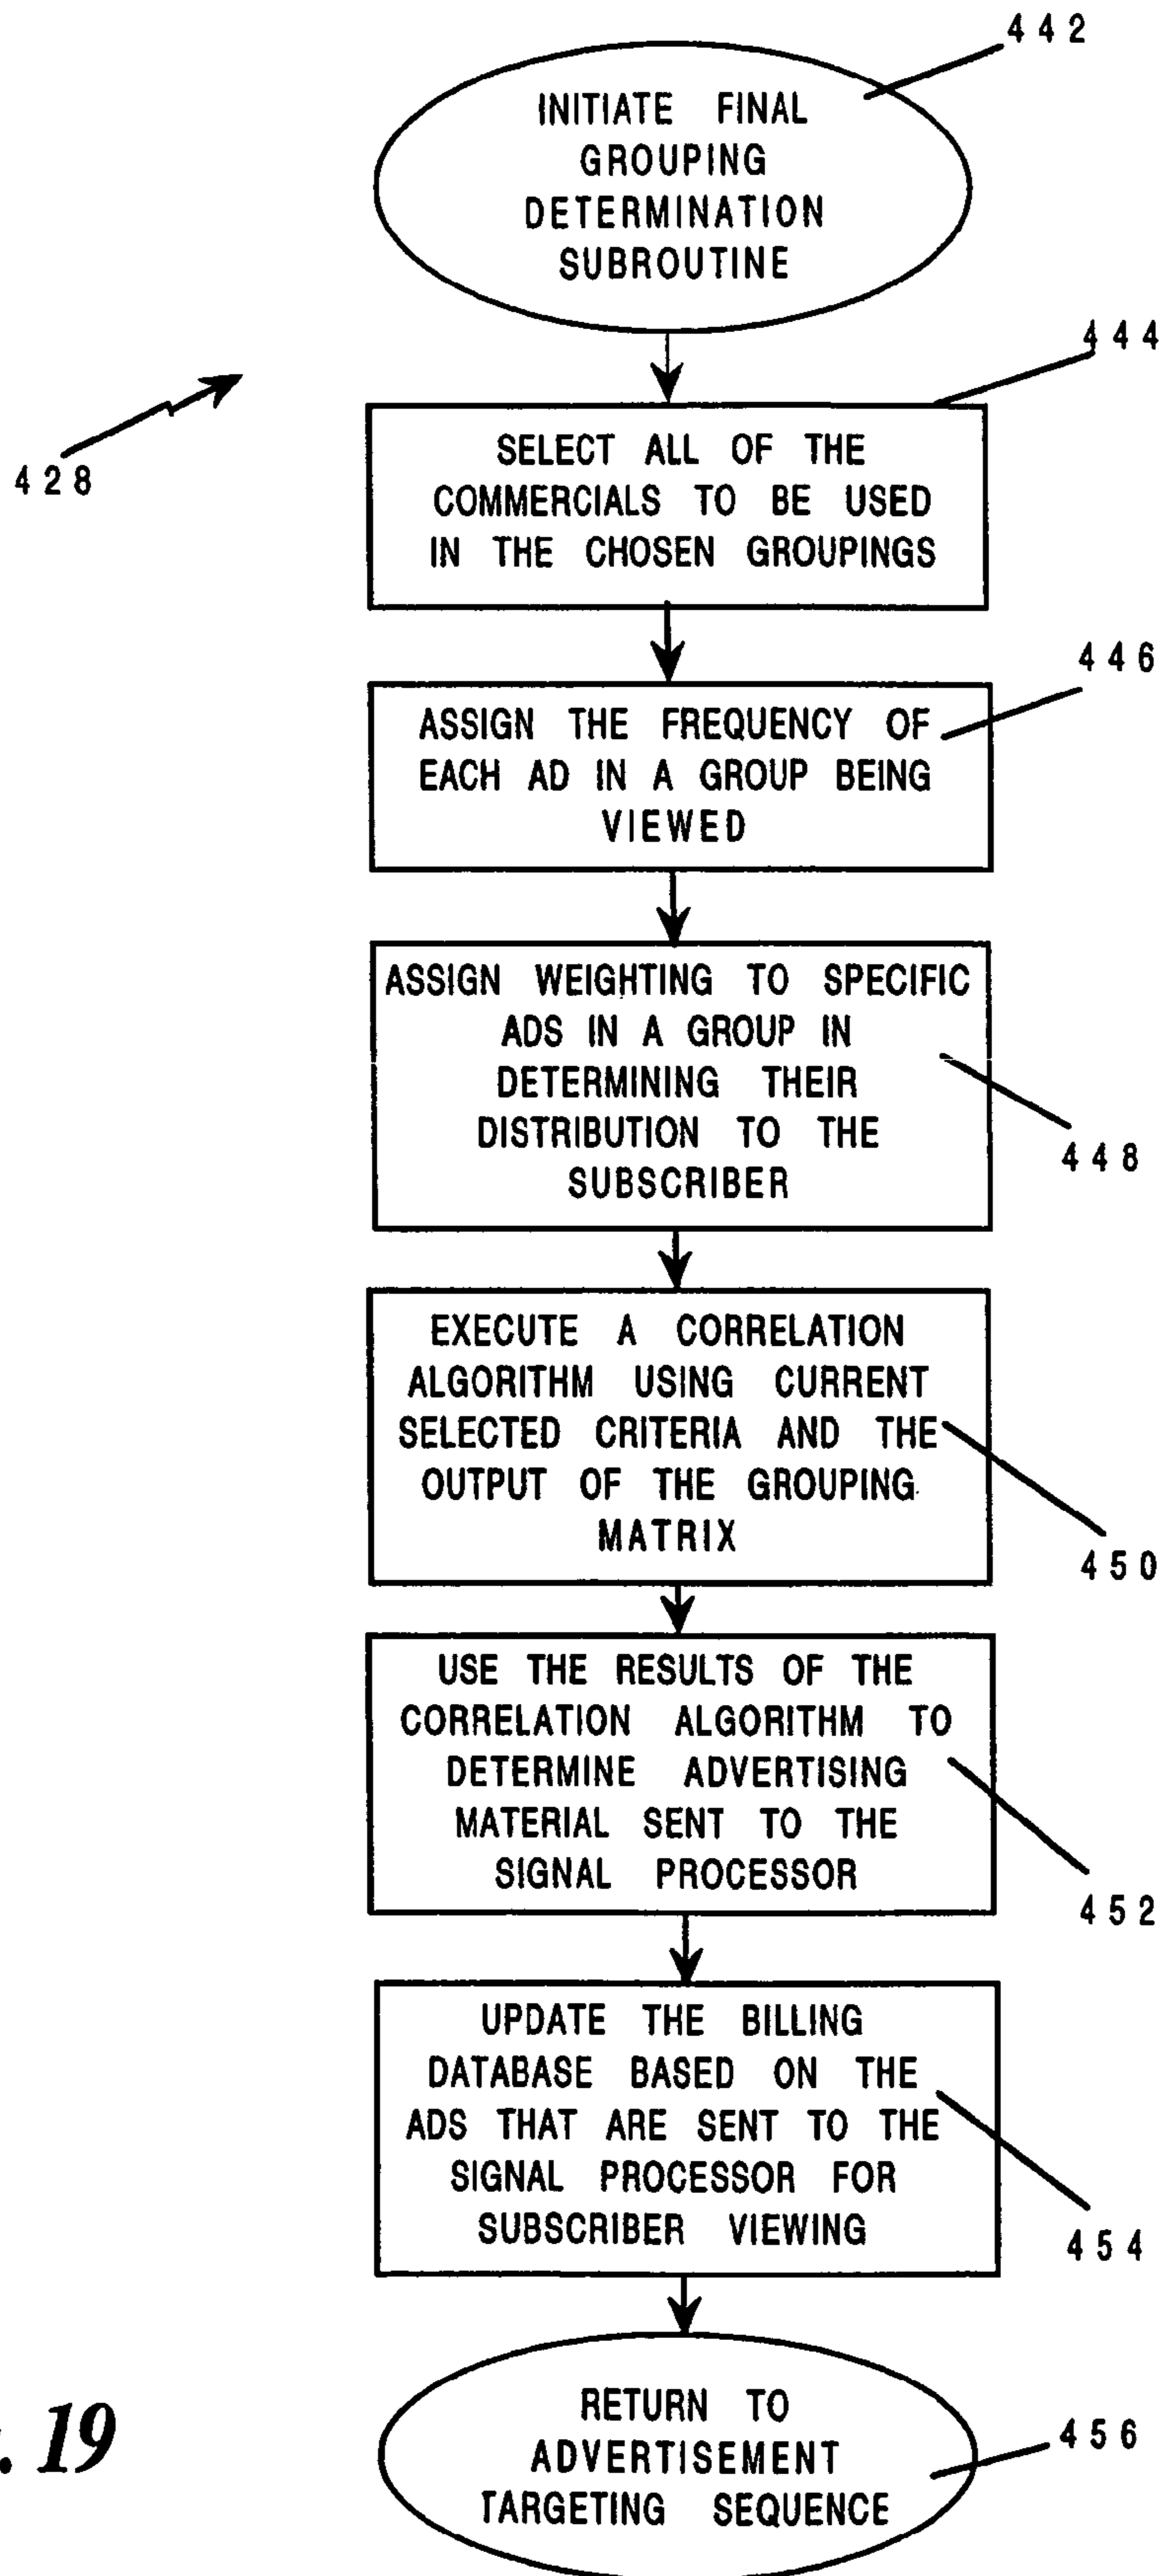 442
INITIATE FINAL
GROUPING
DETERMINATION
SUBROUTINE
444
428
SELECT ALL OF THE
COMMERCIALS TO BE USED
IN THE CHOSEN GROUPINGS
446
ASSIGN THE FREQUENCY OF
EACH AD IN A GROUP BEING
VIEWED
ASSIGN WEIGHTING TO SPECIFIC
ADS IN A GROUP IN
DETERMINING THEIR
DISTRIBUTION TO THE
SUBSCRIBER
448
EXECUTE A CORRELATION
ALGORITHM USING CURRENT
SELECTED CRITERIA AND THE
OUTPUT OF THE GROUPING
MATRIX
450
USE THE RESULTS OF THE
CORRELATION ALGORITHM TO
DETERMINE ADVERTISING
MATERIAL SENT TO THE
SIGNAL PROCESSOR
452
UPDATE THE BILLING
DATABASE BASED ON THE
ADS THAT ARE SENT TO THE
SIGNAL PROCESSOR FOR
SUBSCRIBER VIEWING
454
RETURN TO
ADVERTISEMENT
TARGETING SEQUENCE
456
. 19